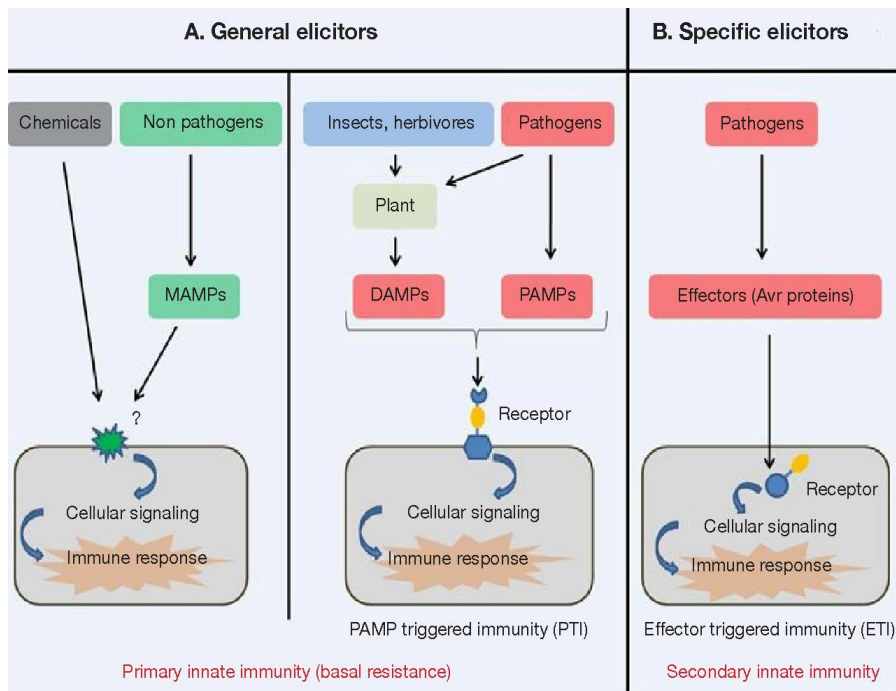 A. General elicitors
B. Specific elicitors
Chemicals
Non pathogens
Insects, herbivores
Pathogens
Pathogens
Plant
MAMPs
DAMPs
PAMPs
Effectors (Avr proteins)
?
Receptor
Receptor
Cellular signaling
Immune response
Cellular signaling
Immune response
Cellular signaling
Immune response
PAMP triggered immunity (PTI)
Effector triggered immunity (ETI)
Primary innate immunity (basal resistance)
Secondary innate immunity